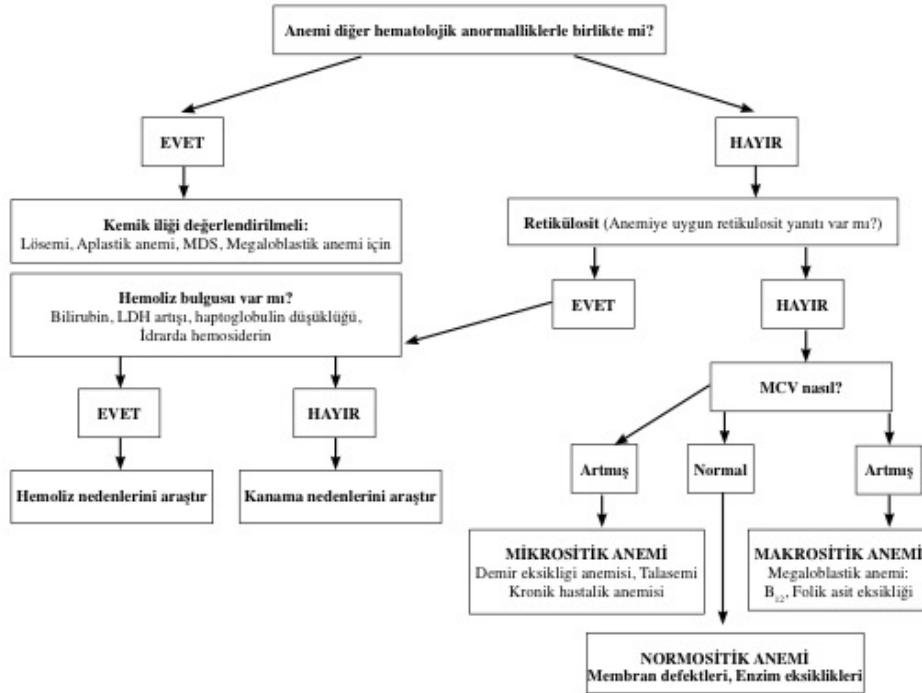 Anemi diğer hematolojik anormalliklerle birlikte mi?
EVET
HAYIR
Kemik iliği değerlendirilmeli:
Lösemi, Aplastik anemi, MDS, Megaloblastik anemi için
Retikülosit (Anemiye uygun retikulosit yanıtı var mı?)
Hemoliz bulgusu var mı?
Bilirubin, LDH artışı, haptoglobulin düşüklüğü,
İdrarda hemosiderin
EVET
HAYIR
EVET
HAYIR
MCV nasıl?
Hemoliz nedenlerini araştır
Kanama nedenlerini araştır
Artmış
Normal
Artmış
MİKROSİTİK ANEMİ
Demir eksikligi anemisi, Talasemi
Kronik hastalik anemisi
MAKROSİTİK ANEMİ
Megaloblastik anemi:
B₁₂, Folik asit eksikliği
NORMOSİTİK ANEMİ
Membran defektleri, Enzim eksiklikleri